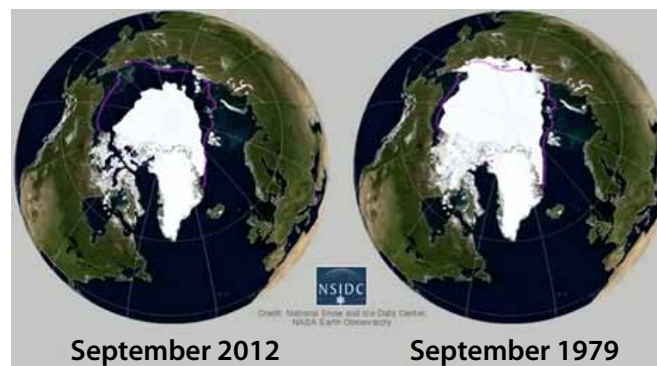 NSIDC
Credit: National Snow and Ice Data Center,
NASA Earth Observatory
September 2012
September 1979